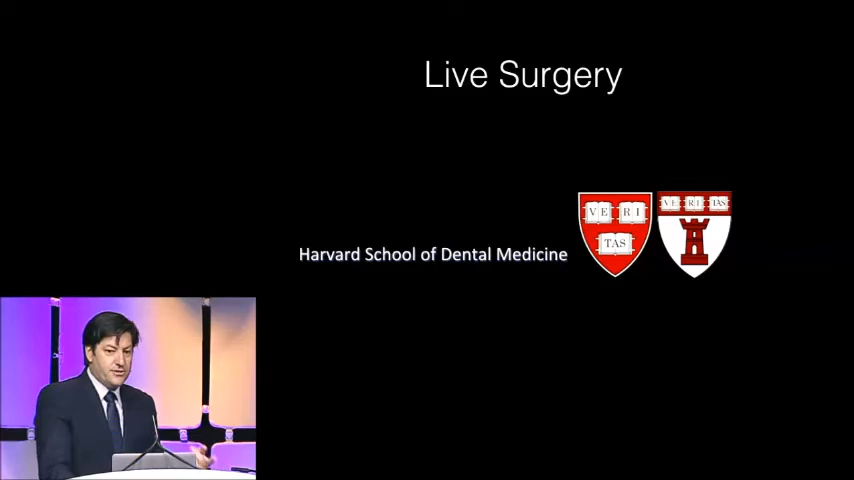 Live Surgery
VE RI
TAS
VE RI TAS
Harvard School of Dental Medicine